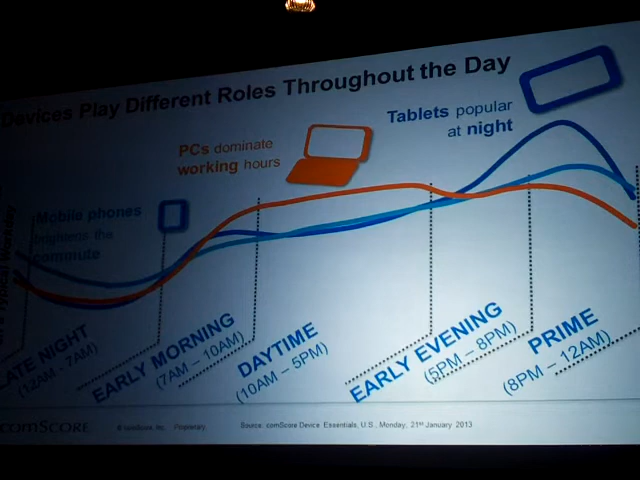 Devices Play Different Roles Throughout the Day
Tablets popular
at night
PCs dominate
working hours
Mobile phones
brighten the
commute
LATE NIGHT
(12AM - 7AM)
EARLY MORNING
(7AM – 10AM)
DAYTIME
(10AM – 5PM)
EARLY EVENING
(5PM – 8PM)
PRIME
(8PM – 12AM)
comSCORE
© comScore, Inc. Proprietary.
Source: comScore Device Essentials, U.S., Monday, 21st January 2013